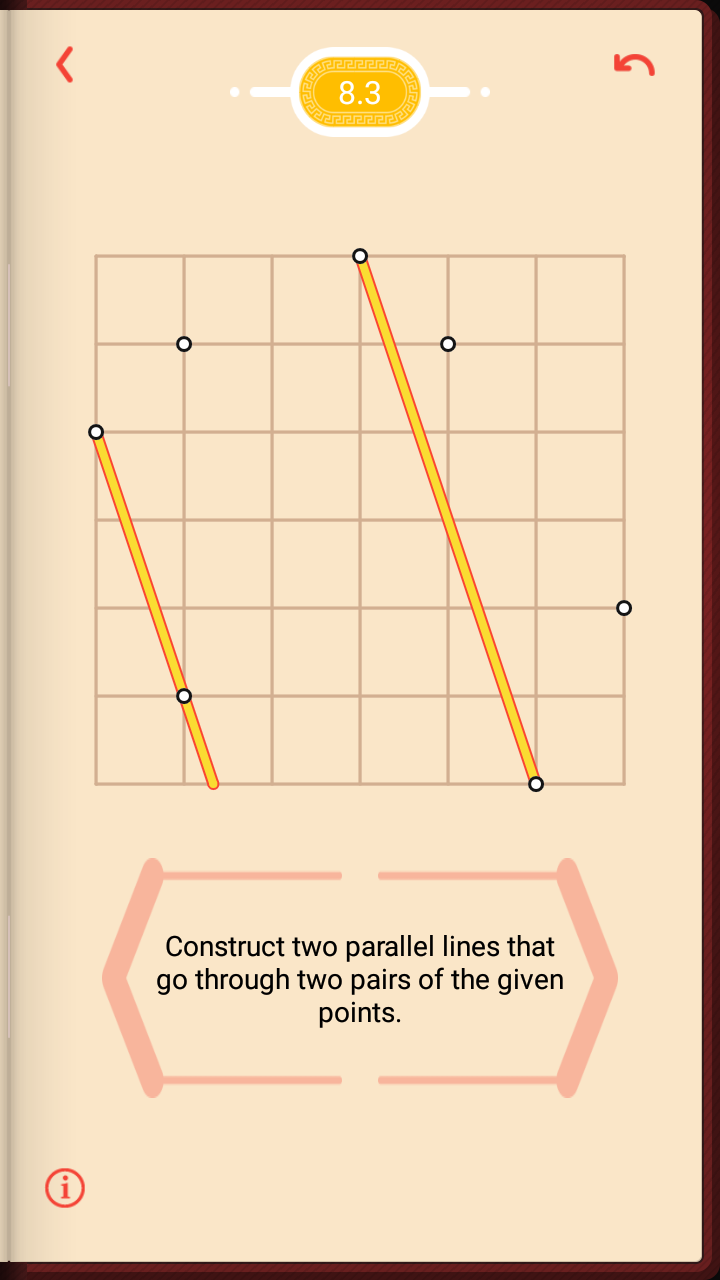 8.3
Construct two parallel lines that
go through two pairs of the given
points.
i